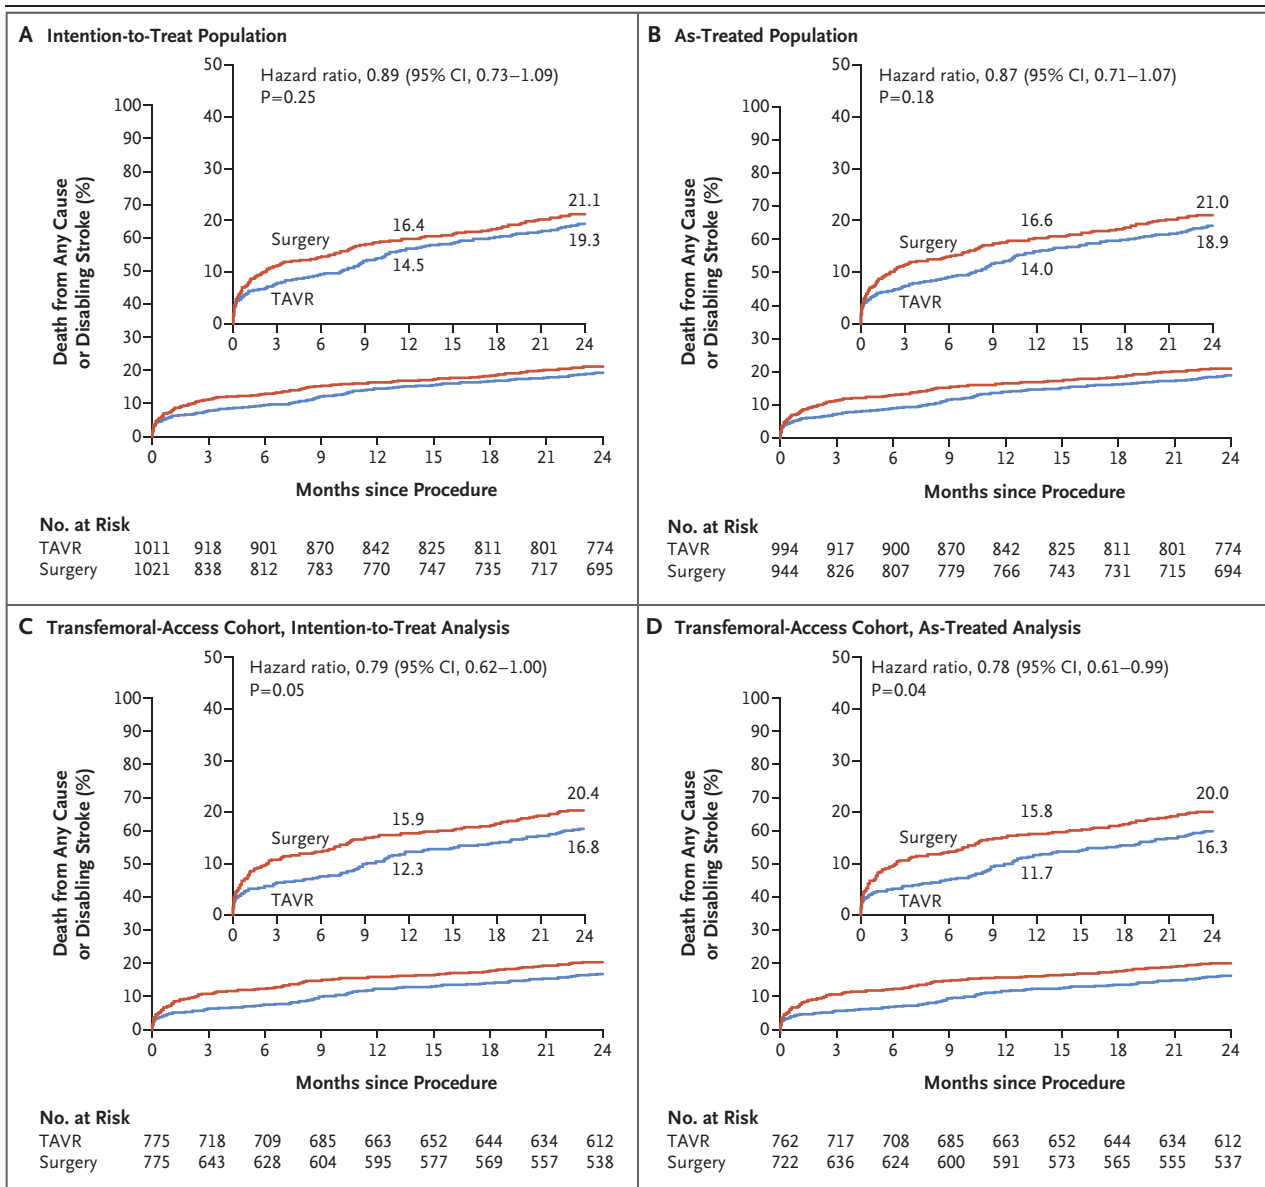 A Intention-to-Treat Population
Hazard ratio, 0.89 (95% CI, 0.73–1.09)
P=0.25
Death from Any Cause
or Disabling Stroke (%)
100
90
80
70
60
50
40
30
20
10
0
50
40
30
20
10
0
Surgery
TAVR
16.4
14.5
21.1
19.3
0 3 6 9 12 15 18 21 24
0 3 6 9 12 15 18 21 24
Months since Procedure
No. at Risk
TAVR 1011 918 901 870 842 825 811 801 774
Surgery 1021 838 812 783 770 747 735 717 695
B As-Treated Population
Hazard ratio, 0.87 (95% CI, 0.71–1.07)
P=0.18
Death from Any Cause
or Disabling Stroke (%)
100
90
80
70
60
50
40
30
20
10
0
50
40
30
20
10
0
Surgery
TAVR
16.6
14.0
21.0
18.9
0 3 6 9 12 15 18 21 24
0 3 6 9 12 15 18 21 24
Months since Procedure
No. at Risk
TAVR 994 917 900 870 842 825 811 801 774
Surgery 944 826 807 779 766 743 731 715 694
C Transfemoral-Access Cohort, Intention-to-Treat Analysis
Hazard ratio, 0.79 (95% CI, 0.62–1.00)
P=0.05
Death from Any Cause
or Disabling Stroke (%)
100
90
80
70
60
50
40
30
20
10
0
50
40
30
20
10
0
Surgery
TAVR
15.9
12.3
20.4
16.8
0 3 6 9 12 15 18 21 24
0 3 6 9 12 15 18 21 24
Months since Procedure
No. at Risk
TAVR 775 718 709 685 663 652 644 634 612
Surgery 775 643 628 604 595 577 569 557 538
D Transfemoral-Access Cohort, As-Treated Analysis
Hazard ratio, 0.78 (95% CI, 0.61–0.99)
P=0.04
Death from Any Cause
or Disabling Stroke (%)
100
90
80
70
60
50
40
30
20
10
0
50
40
30
20
10
0
Surgery
TAVR
15.8
11.7
20.0
16.3
0 3 6 9 12 15 18 21 24
0 3 6 9 12 15 18 21 24
Months since Procedure
No. at Risk
TAVR 762 717 708 685 663 652 644 634 612
Surgery 722 636 624 600 591 573 565 555 537